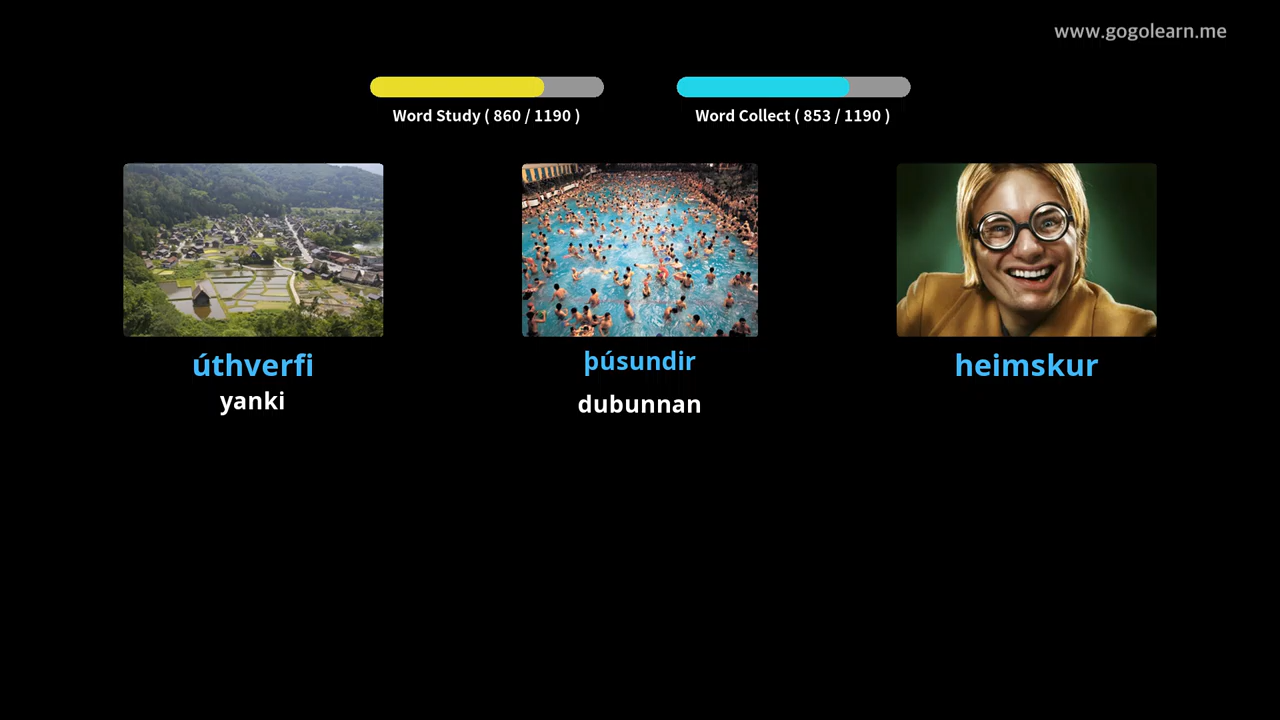 www.gogolearn.me
Word Study ( 860 / 1190 )
Word Collect ( 853 / 1190 )
úthverfi
yanki
þúsundir
dubunnan
heimskur